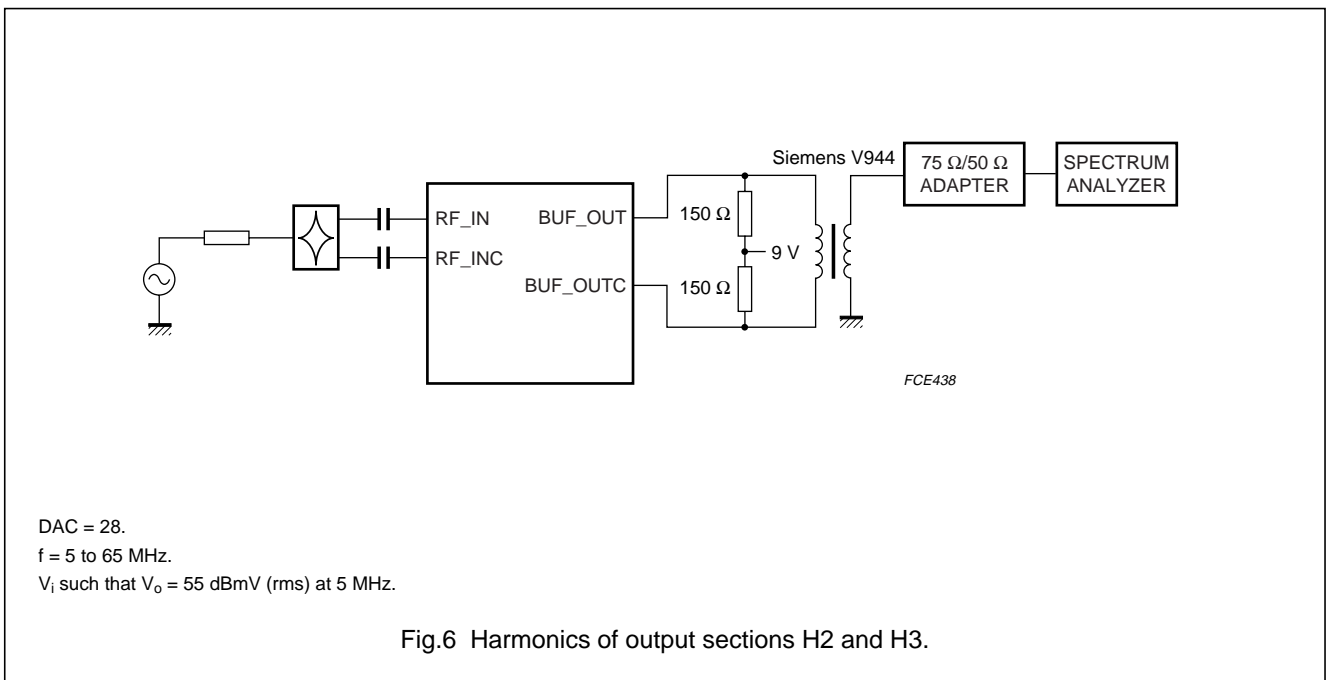 Siemens V944
75 Ω/50 Ω
ADAPTER
SPECTRUM
ANALYZER
RF_IN
BUF_OUT
150 Ω
9 V
RF_INC
BUF_OUTC
150 Ω
FCE438
DAC = 28.
f = 5 to 65 MHz.
Vi such that Vo = 55 dBmV (rms) at 5 MHz.
Fig.6 Harmonics of output sections H2 and H3.